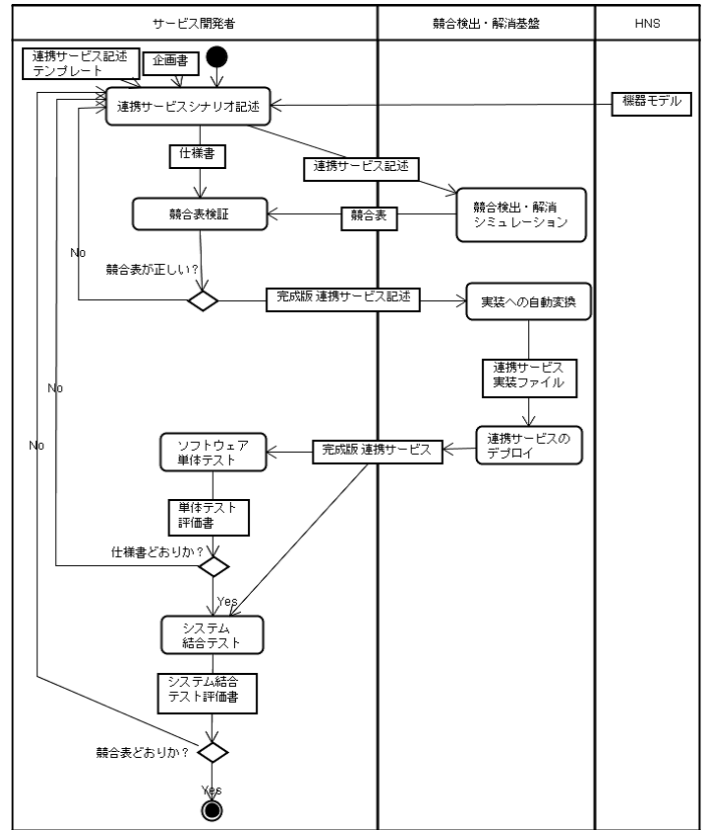 サービス開発者
競合検出・解消基盤
HNS
連携サービス記述
テンプレート
企画書
連携サービスシナリオ記述
機器モデル
仕様書
連携サービス記述
競合表検証
競合表
競合検出・解消
シミュレーション
No
競合表が正しい？
完成版 連携サービス記述
実装への自動変換
連携サービス
実装ファイル
No
No
ソフトウェア
単体テスト
完成版 連携サービス
連携サービスの
デプロイ
単体テスト
評価書
仕様書どおりか？
Yes
システム
結合テスト
システム結合
テスト評価書
競合表どおりか？
Yes